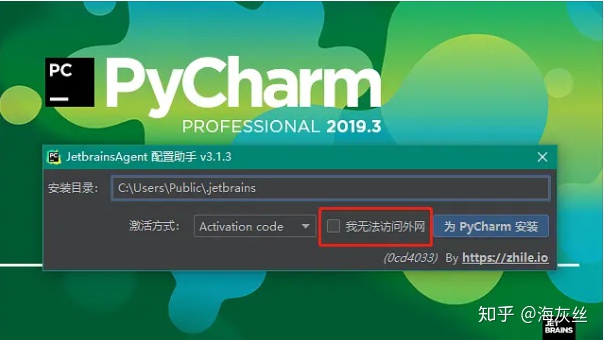 PC
PyCharm
PROFESSIONAL 2019.3
PC JetbrainsAgent 配置助手 v3.1.3
安装目录: C:\Users\Public\.jetbrains
激活方式: Activation code 我无法访问外网 为 PyCharm 安装
(0cd4033) By https://zhile.io
知乎 @海灰丝
JET
BRAINS